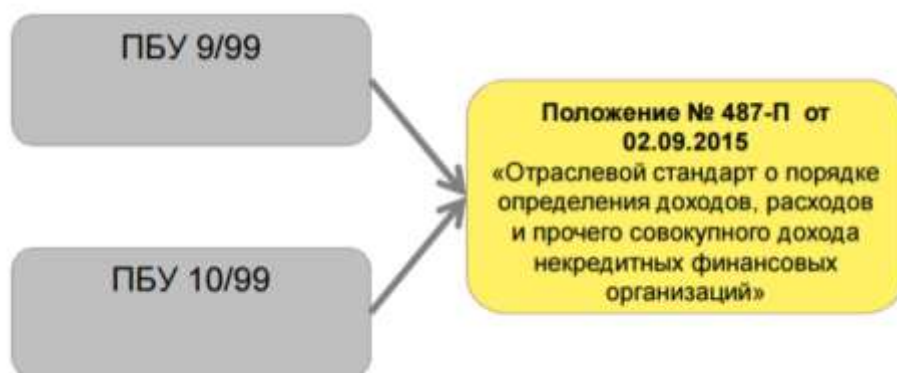 ПБУ 9/99
ПБУ 10/99
Положение № 487-П от
02.09.2015
«Отраслевой стандарт о порядке
определения доходов, расходов
и прочего совокупного дохода
некредитных финансовых
организаций»